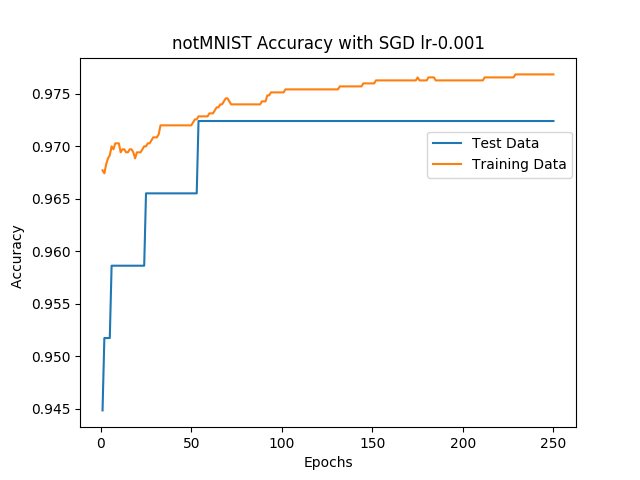 notMNIST Accuracy with SGD lr-0.001
0.975
0.970
0.965
0.960
0.955
0.950
0.945
Accuracy
Test Data
Training Data
0 50 100 150 200 250
Epochs